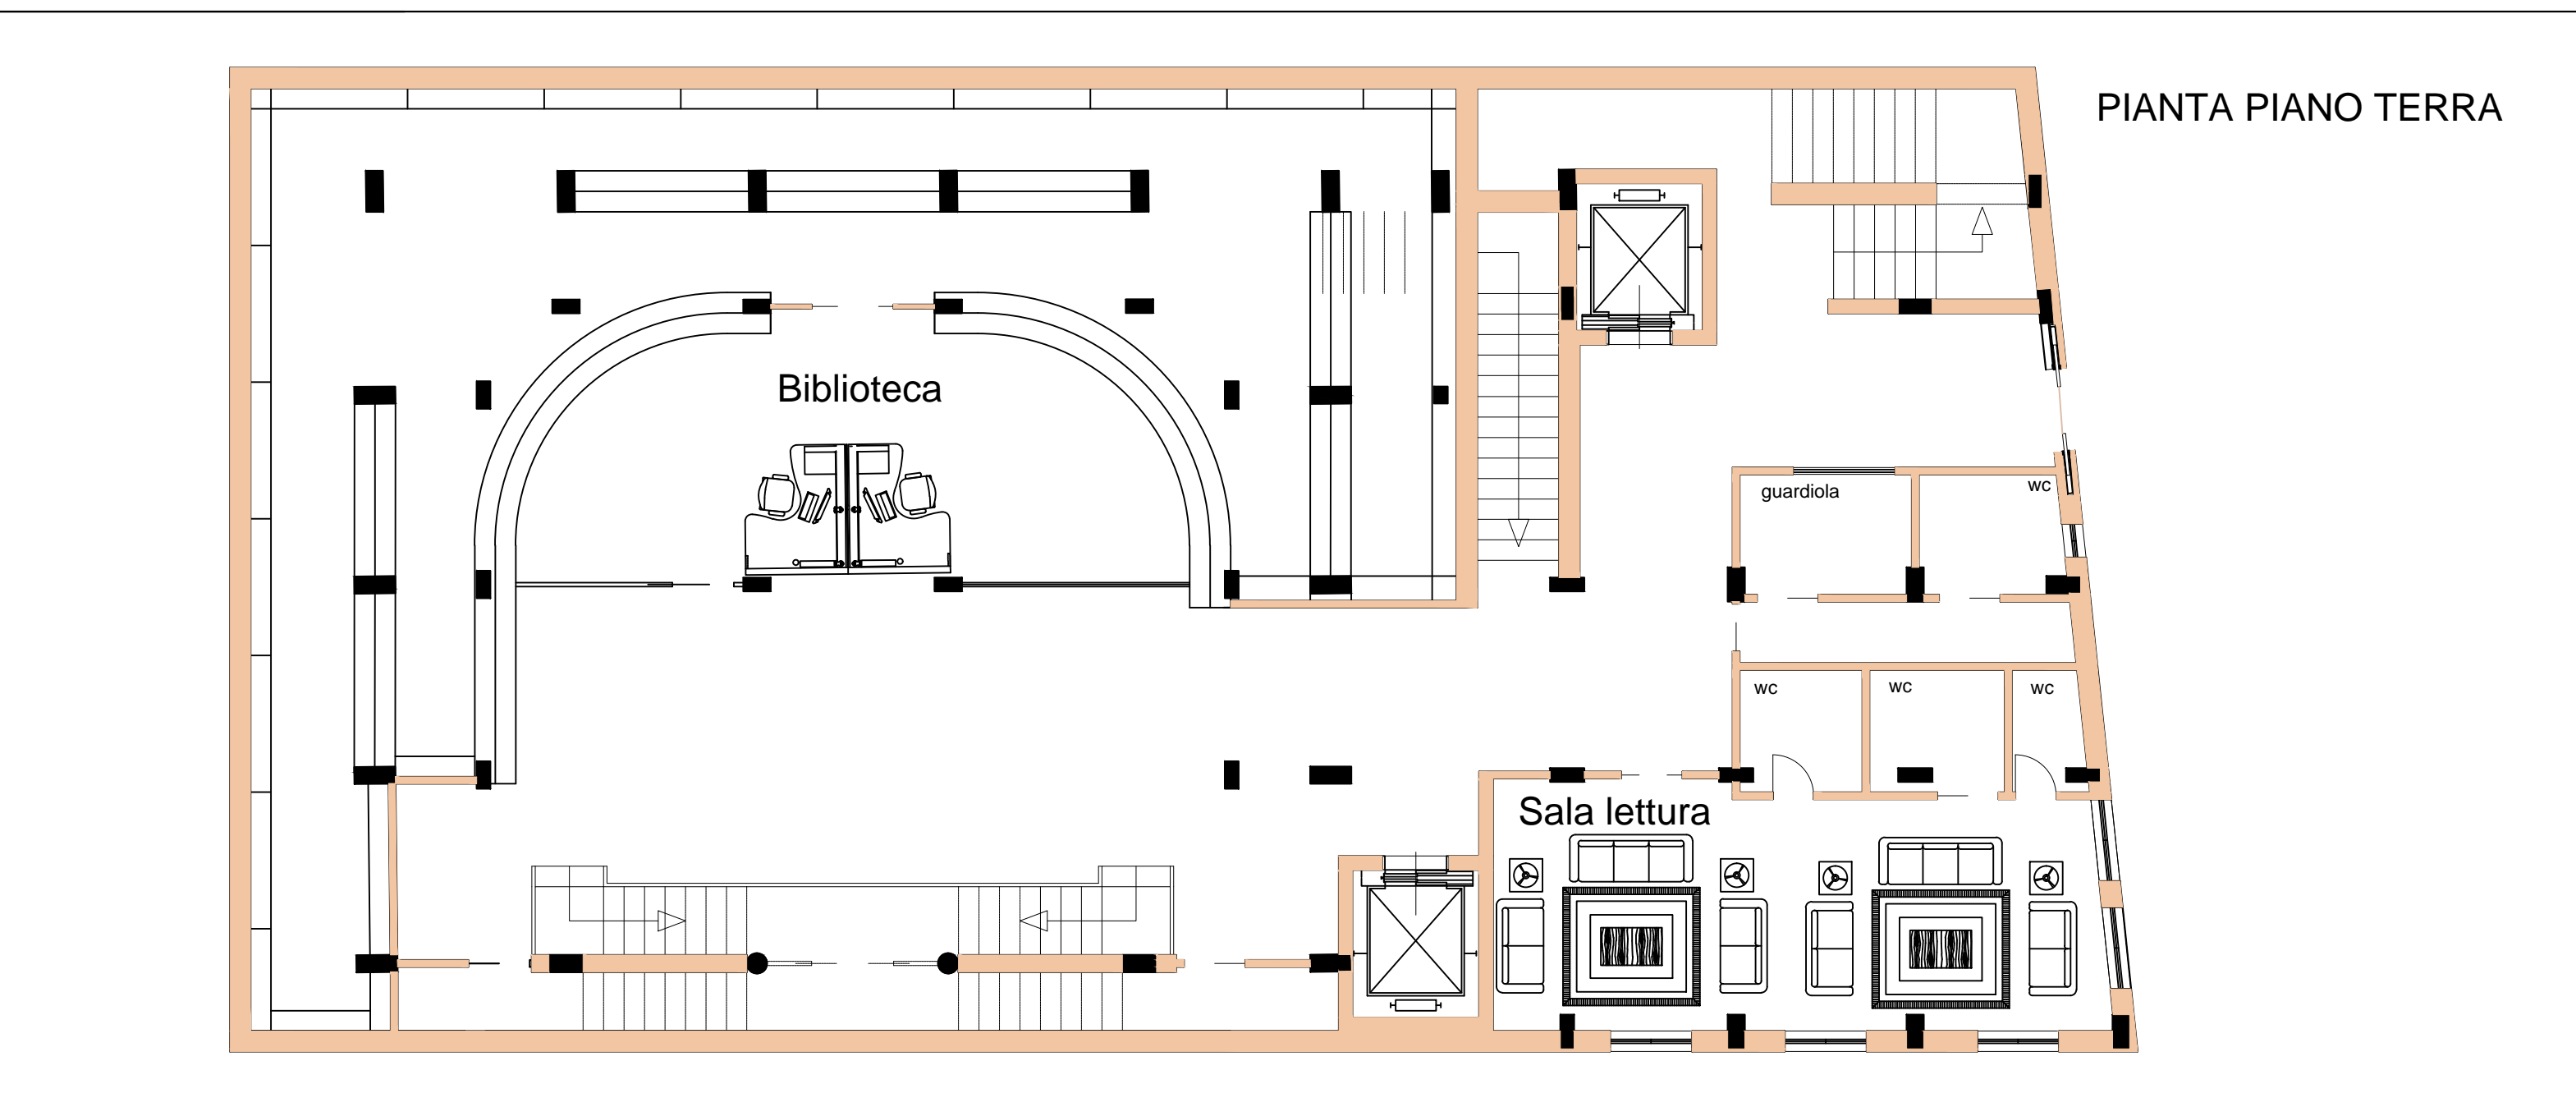 PIANTA PIANO TERRA
Biblioteca
guardiola
wc
wc
wc
wc
Sala lettura